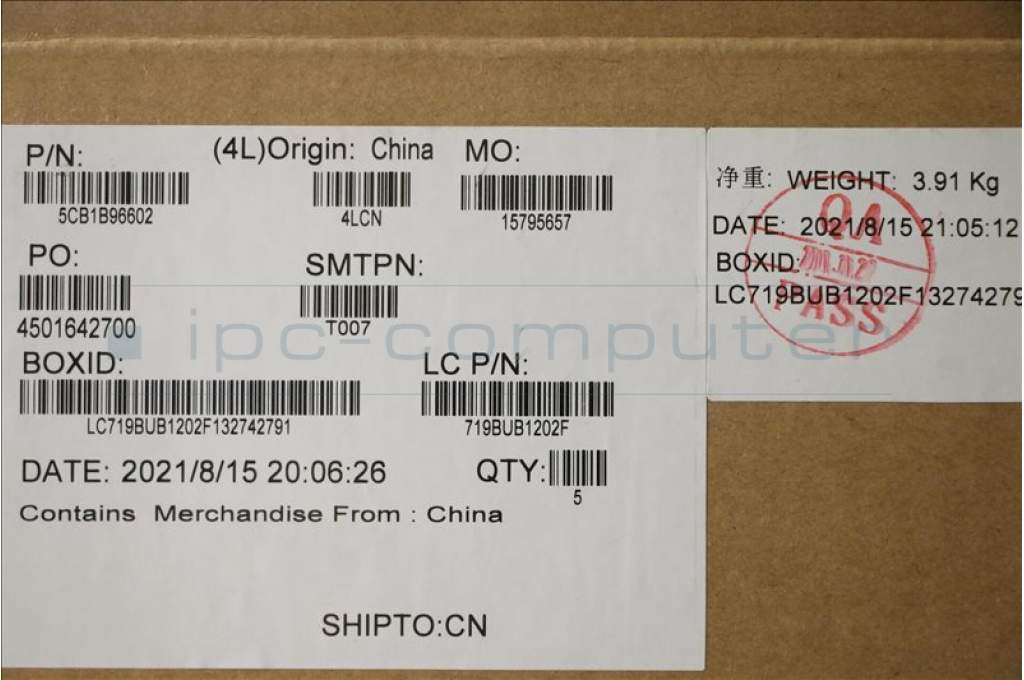 P/N:
5CB1B96602
(4L)Origin: China
4LCN
MO:
15795657
PO:
4501642700
SMTPN:
T007
BOXID:
LC719BUB1202F132742791
LC P/N:
719BUB1202F
DATE: 2021/8/15 20:06:26
QTY:
5
Contains Merchandise From : China
SHIPTO:CN
净重: WEIGHT: 3.91 Kg
DATE: 2021/8/15 21:05:12
BOXID:
LC719BUB1202F13274279
QA
PASS
ipc-computer